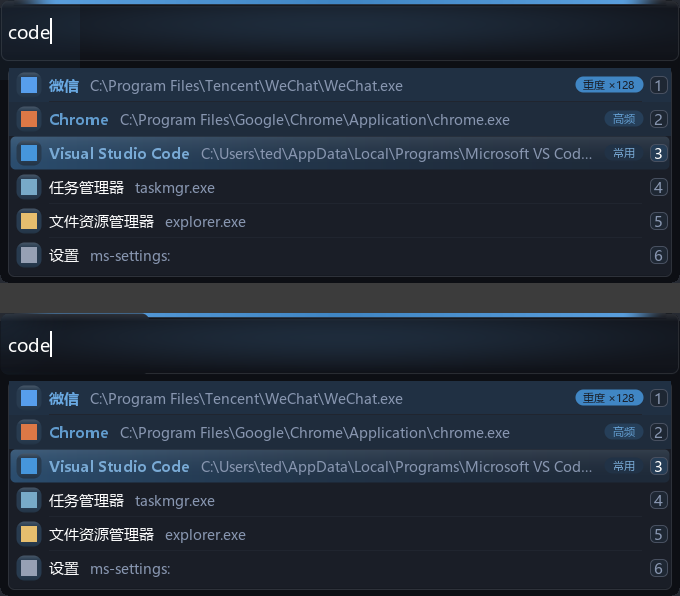 code
微信 C:\Program Files\Tencent\WeChat\WeChat.exe 重度 ×128 1
Chrome C:\Program Files\Google\Chrome\Application\chrome.exe 高频 2
Visual Studio Code C:\Users\ted\AppData\Local\Programs\Microsoft VS Cod... 常用 3
任务管理器 taskmgr.exe 4
文件资源管理器 explorer.exe 5
设置 ms-settings: 6
code
微信 C:\Program Files\Tencent\WeChat\WeChat.exe 重度 ×128 1
Chrome C:\Program Files\Google\Chrome\Application\chrome.exe 高频 2
Visual Studio Code C:\Users\ted\AppData\Local\Programs\Microsoft VS Cod... 常用 3
任务管理器 taskmgr.exe 4
文件资源管理器 explorer.exe 5
设置 ms-settings: 6